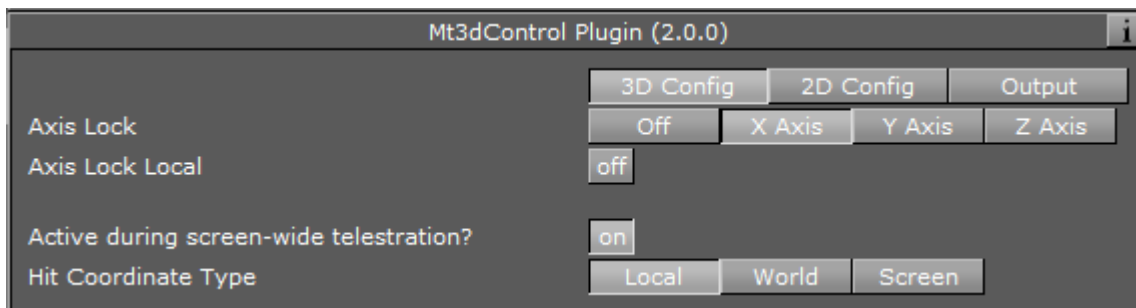 Mt3dControl Plugin (2.0.0) i
3D Config 2D Config Output
Axis Lock Off X Axis Y Axis Z Axis
Axis Lock Local off
Active during screen-wide telestration? on
Hit Coordinate Type Local World Screen